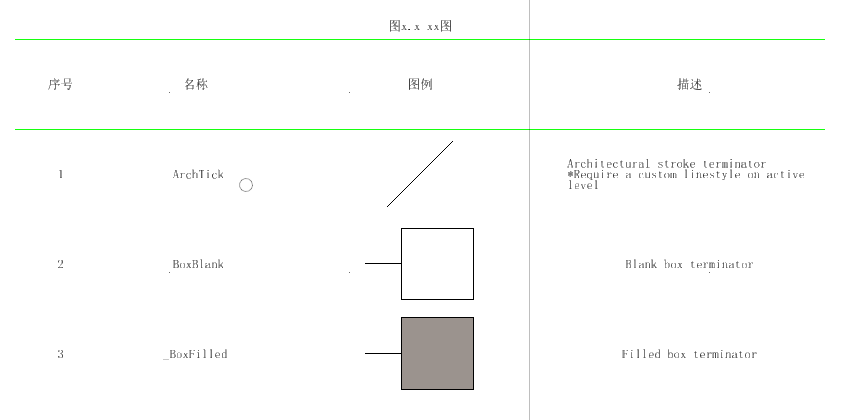 图x.x xx图
序号 名称 图例 描述
1 ArchTick Architectural stroke terminator
*Require a custom linestyle on active
level
2 BoxBlank Blank box terminator
3 _BoxFilled Filled box terminator